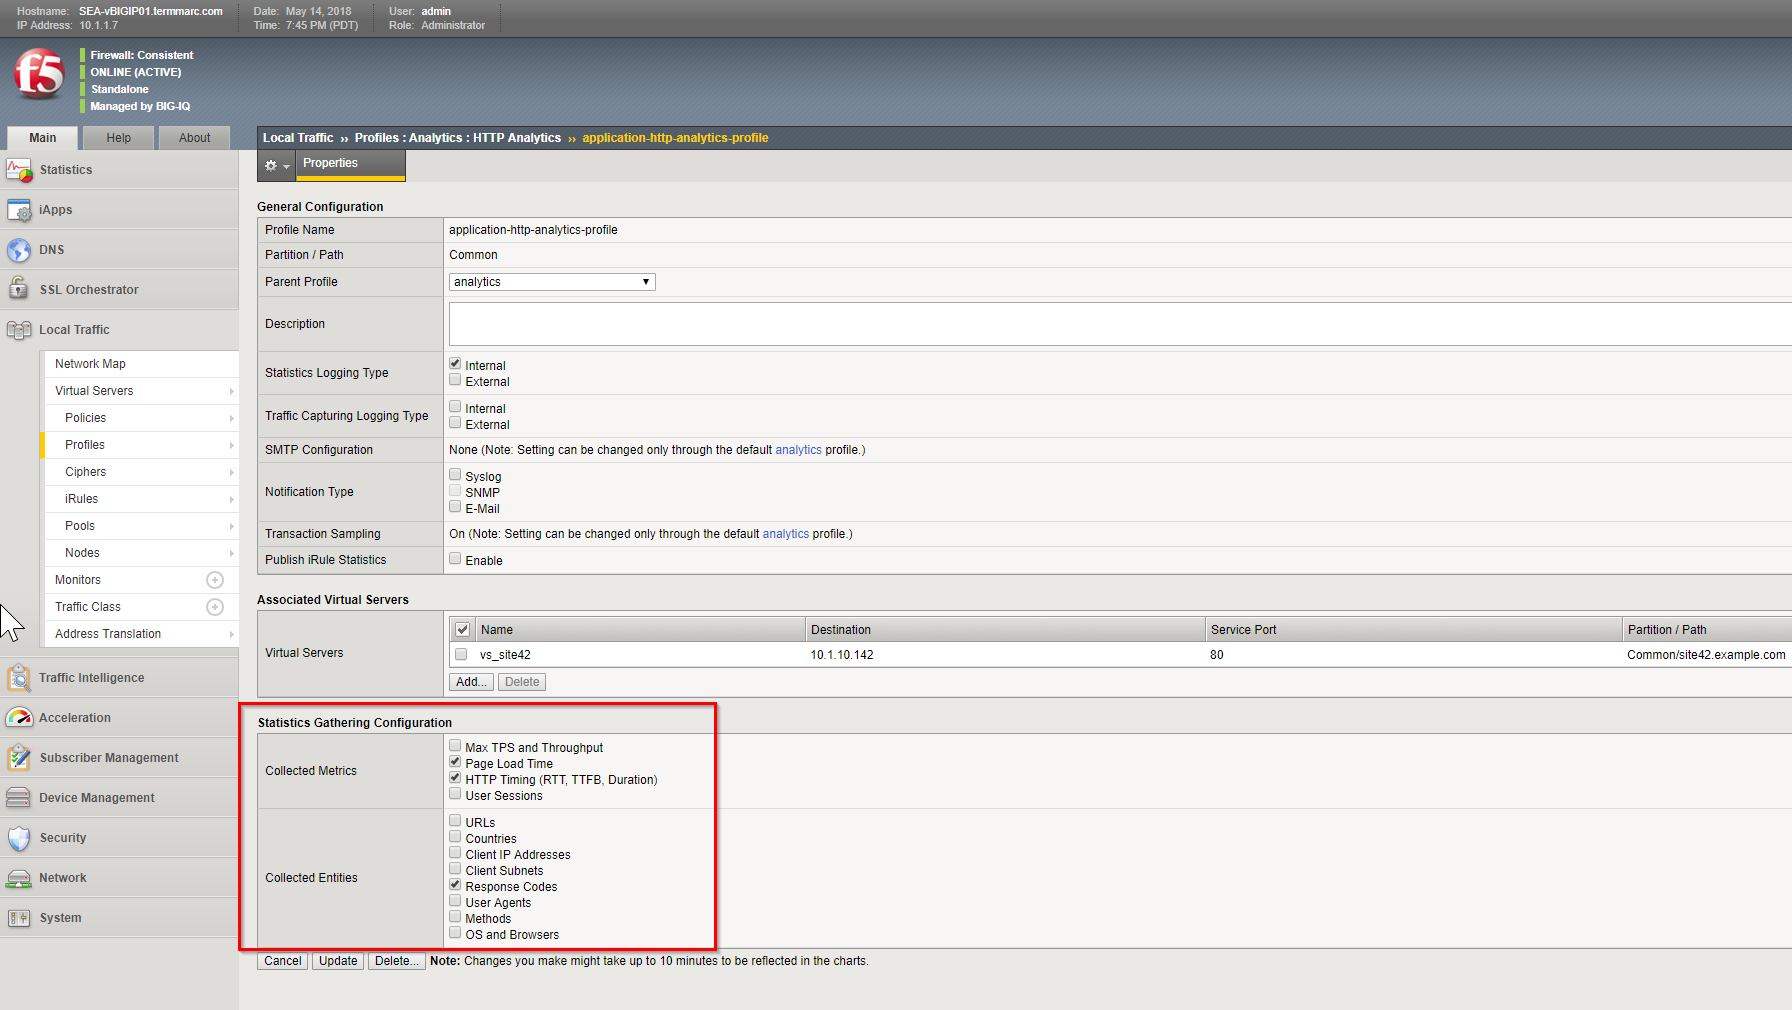 Hostname: SEA-vBIGIP01.termmarc.com Date: May 14, 2018 User: admin
IP Address: 10.1.1.7 Time: 7:45 PM (PDT) Role: Administrator
f5
Firewall: Consistent
ONLINE (ACTIVE)
Standalone
Managed by BIG-IQ
Main Help About
Local Traffic ›› Profiles : Analytics : HTTP Analytics ›› application-http-analytics-profile
Properties
Statistics
iApps
DNS
SSL Orchestrator
Local Traffic
Network Map
Virtual Servers
Policies
Profiles
Ciphers
iRules
Pools
Nodes
Monitors
Traffic Class
Address Translation
Traffic Intelligence
Acceleration
Subscriber Management
Device Management
Security
Network
System
General Configuration
Profile Name application-http-analytics-profile
Partition / Path Common
Parent Profile analytics
Description
Statistics Logging Type
Internal
External
Traffic Capturing Logging Type
Internal
External
SMTP Configuration None (Note: Setting can be changed only through the default analytics profile.)
Notification Type
Syslog
SNMP
E-Mail
Transaction Sampling On (Note: Setting can be changed only through the default analytics profile.)
Publish iRule Statistics Enable
Associated Virtual Servers
Virtual Servers
Name Destination Service Port Partition / Path
vs_site42 10.1.10.142 80 Common/site42.example.com
Add... Delete
Statistics Gathering Configuration
Collected Metrics
Max TPS and Throughput
Page Load Time
HTTP Timing (RTT, TTFB, Duration)
User Sessions
Collected Entities
URLs
Countries
Client IP Addresses
Client Subnets
Response Codes
User Agents
Methods
OS and Browsers
Cancel Update Delete... Note: Changes you make might take up to 10 minutes to be reflected in the charts.